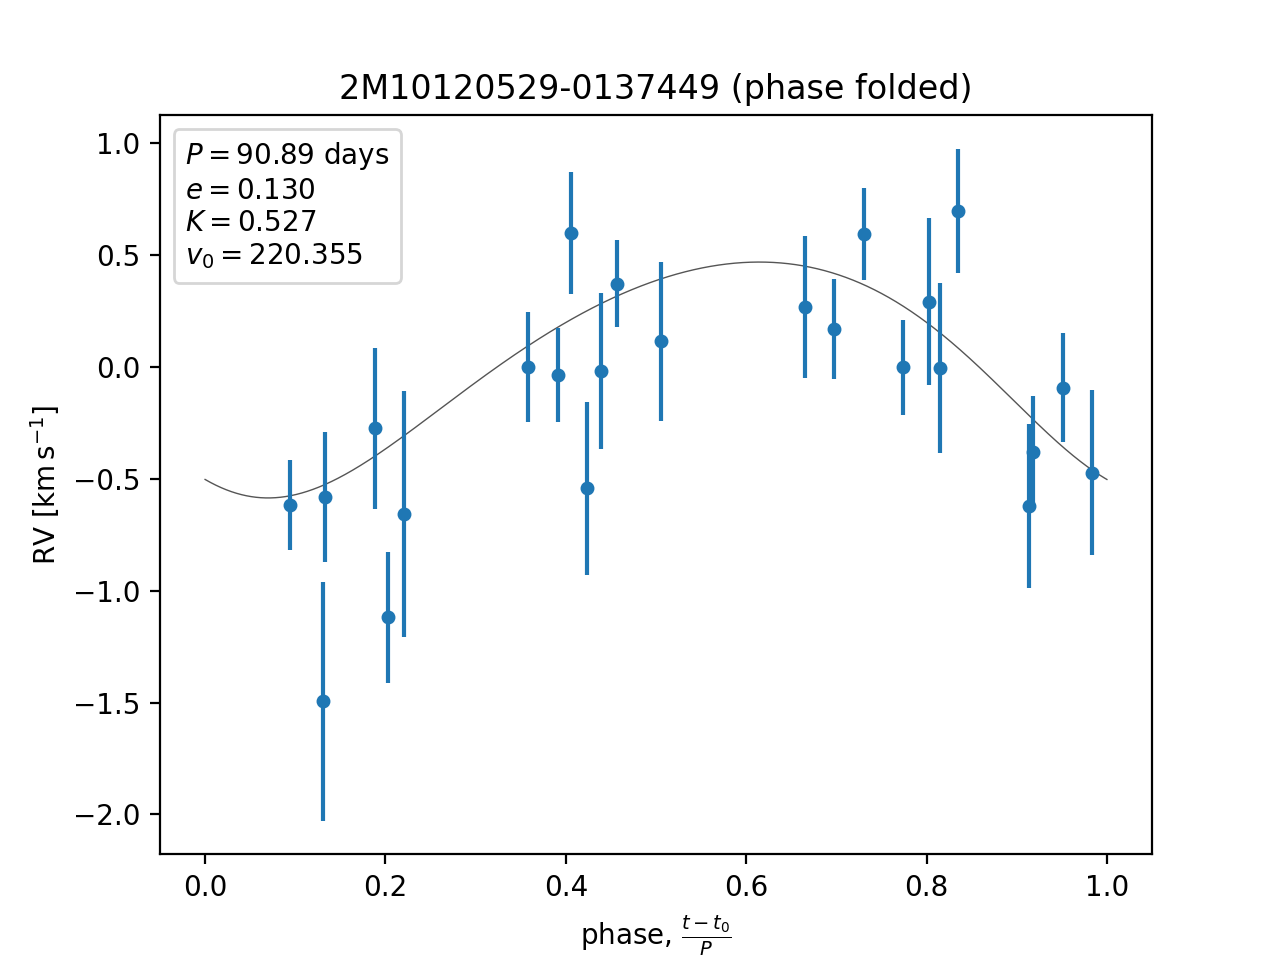 2M10120529-0137449 (phase folded)
P = 90.89 days
e = 0.130
K = 0.527
v₀ = 220.355
1.0
0.5
0.0
−0.5
−1.0
−1.5
−2.0
RV [km s⁻¹]
0.0 0.2 0.4 0.6 0.8 1.0
phase, (t − t₀)/P